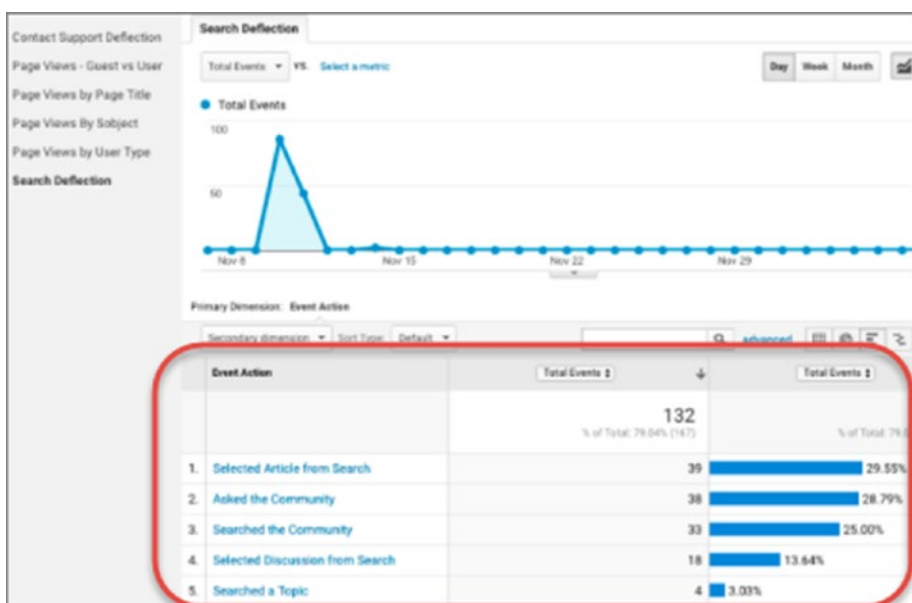 Contact Support Deflection
Page Views - Guest vs User
Page Views by Page Title
Page Views By Sobject
Page Views by User Type
Search Deflection
Search Deflection
Total Events VS. Select a metric
Day Week Month
Total Events
100
50
Nov 8 Nov 15 Nov 22 Nov 29
Primary Dimension: Event Action
Secondary dimension Sort Type: Default advanced
Event Action Total Events Total Events
132
% of Total: 79.04% (167) % of Total: 79.0
1. Selected Article from Search 39 29.55%
2. Asked the Community 38 28.79%
3. Searched the Community 33 25.00%
4. Selected Discussion from Search 18 13.64%
5. Searched a Topic 4 3.03%